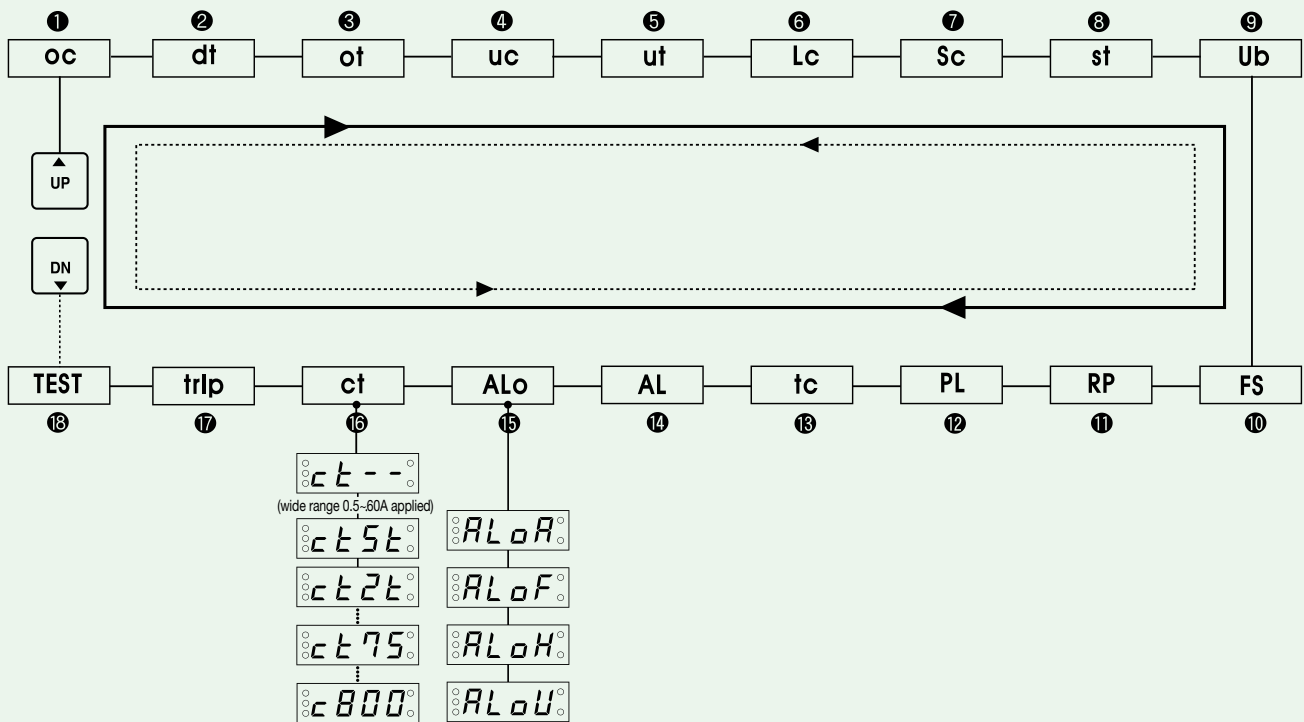 ❶ ❷ ❸ ❹ ❺ ❻ ❼ ❽ ❾
oc dt ot uc ut Lc Sc st Ub
UP
DN
TEST trIp ct ALo AL tc PL RP FS
⓲ ⓱ ⓰ ⓯ ⓮ ⓭ ⓬ ⓫ ❿
ct--
(wide range 0.5~60A applied)
ct5t
ALoA
ct2t
ALoF
ct75
ALoH
c800
ALoU